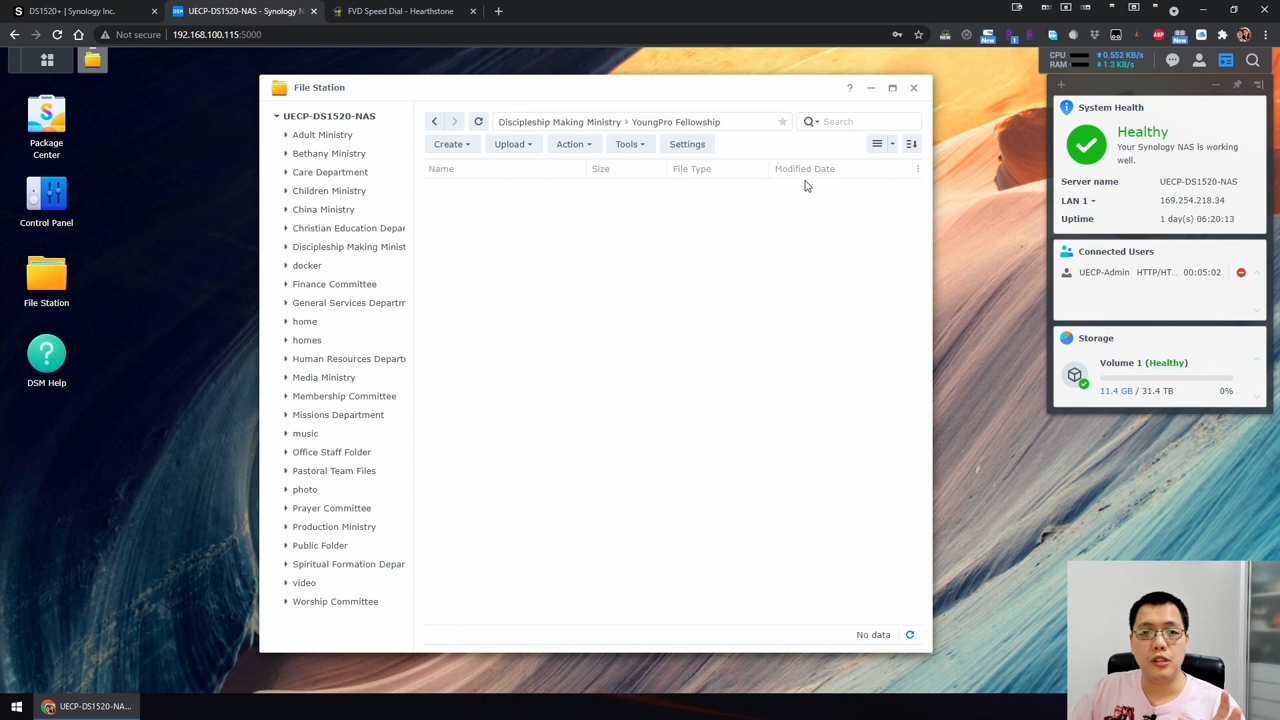 DS1520+ | Synology Inc.
UECP-DS1520-NAS - Synology N
FVD Speed Dial - Hearthstone
Not secure | 192.168.100.115:5000
Package
Center
Control Panel
File Station
DSM Help
File Station
UECP-DS1520-NAS
Adult Ministry
Bethany Ministry
Care Department
Children Ministry
China Ministry
Christian Education Depar
Discipleship Making Minist
docker
Finance Committee
General Services Departm
home
homes
Human Resources Departi
Media Ministry
Membership Committee
Missions Department
music
Office Staff Folder
Pastoral Team Files
photo
Prayer Committee
Production Ministry
Public Folder
Spiritual Formation Depar
video
Worship Committee
Discipleship Making Ministry > YoungPro Fellowship
Search
Create
Upload
Action
Tools
Settings
Name
Size
File Type
Modified Date
No data
CPU 0.552 KB/s
RAM 1.3 KB/s
System Health
Healthy
Your Synology NAS is working
well.
Server name UECP-DS1520-NAS
LAN 1 169.254.218.34
Uptime 1 day(s) 06:20:13
Connected Users
UECP-Admin HTTP/HT... 00:05:02
Storage
Volume 1 (Healthy)
11.4 GB / 31.4 TB 0%
UECP-DS1520-NA...